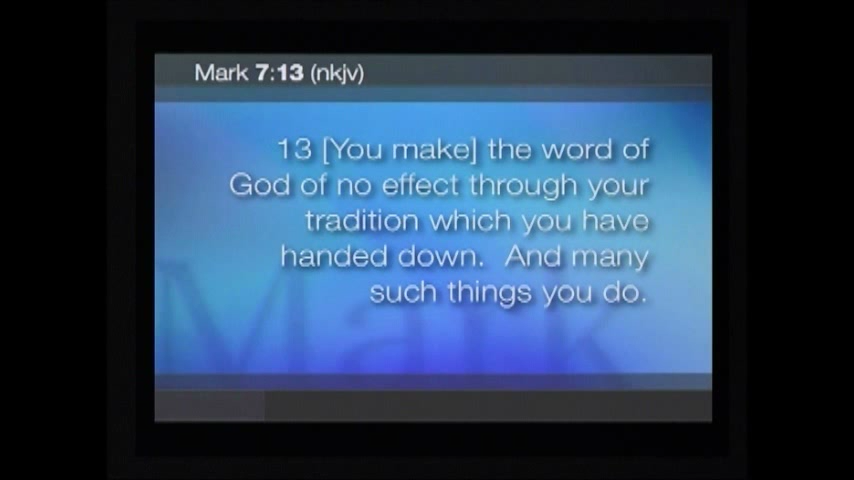 Mark 7:13 (nkjv)
13 [You make] the word of
God of no effect through your
tradition which you have
handed down. And many
such things you do.
Mark